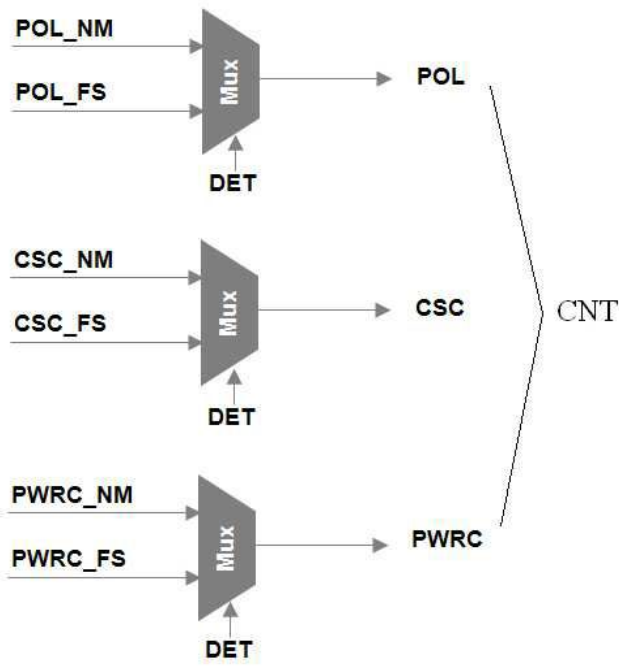 POL_NM
POL_FS
Mux
POL
DET
CSC_NM
CSC_FS
Mux
CSC
CNT
DET
PWRC_NM
PWRC_FS
Mux
PWRC
DET